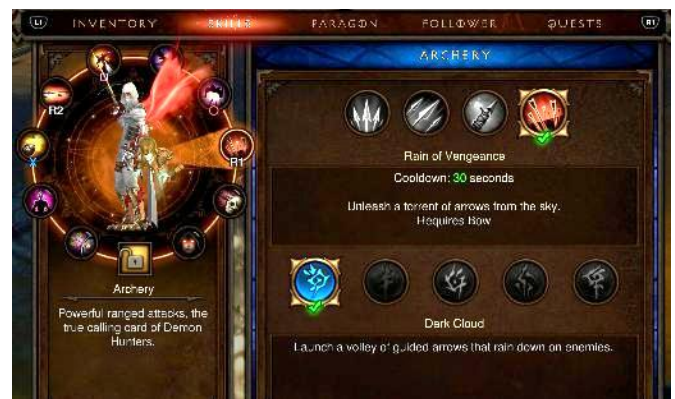 L1 INVENTORY SKILLS PARAGON FOLLOWER QUESTS R1
ARCHERY
R2
R1
X
Rain of Vengeance
Cooldown: 30 seconds
Unleash a torrent of arrows from the sky.
Requires Bow
Archery
Powerful ranged attacks, the
true calling card of Demon
Hunters.
Dark Cloud
Launch a volley of guided arrows that rain down on enemies.